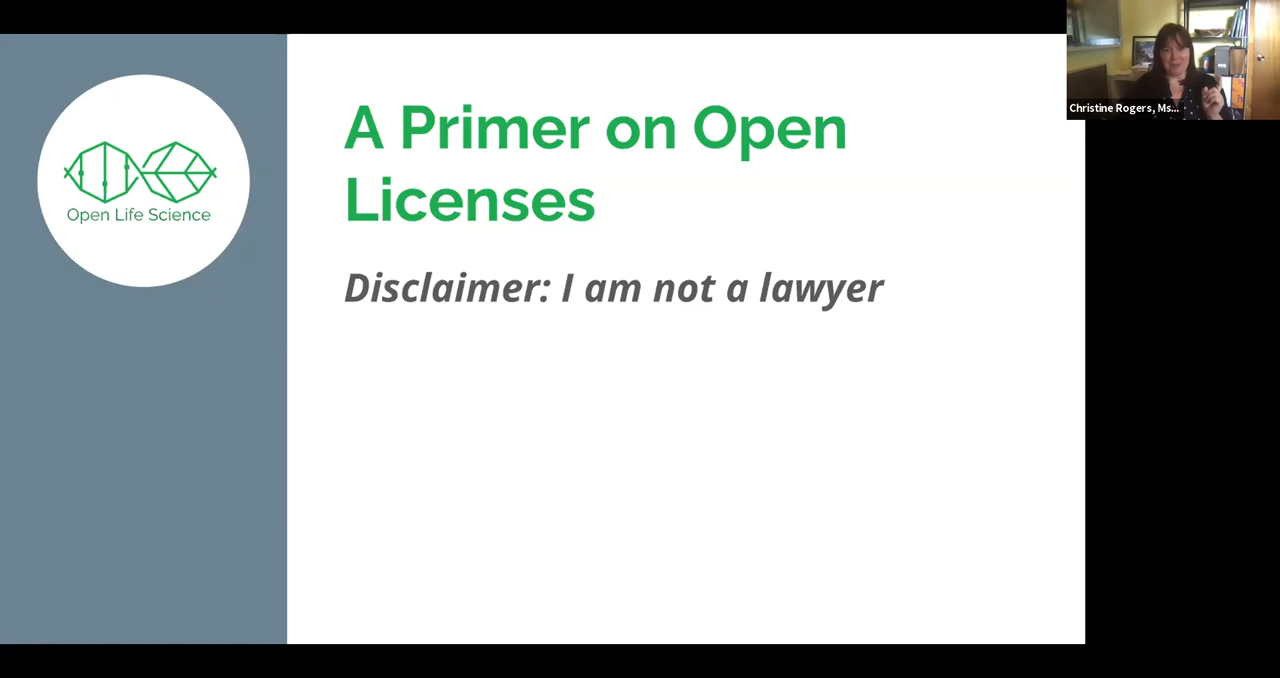 Christine Rogers, Ms...
A Primer on Open
Licenses
Open Life Science
Disclaimer: I am not a lawyer